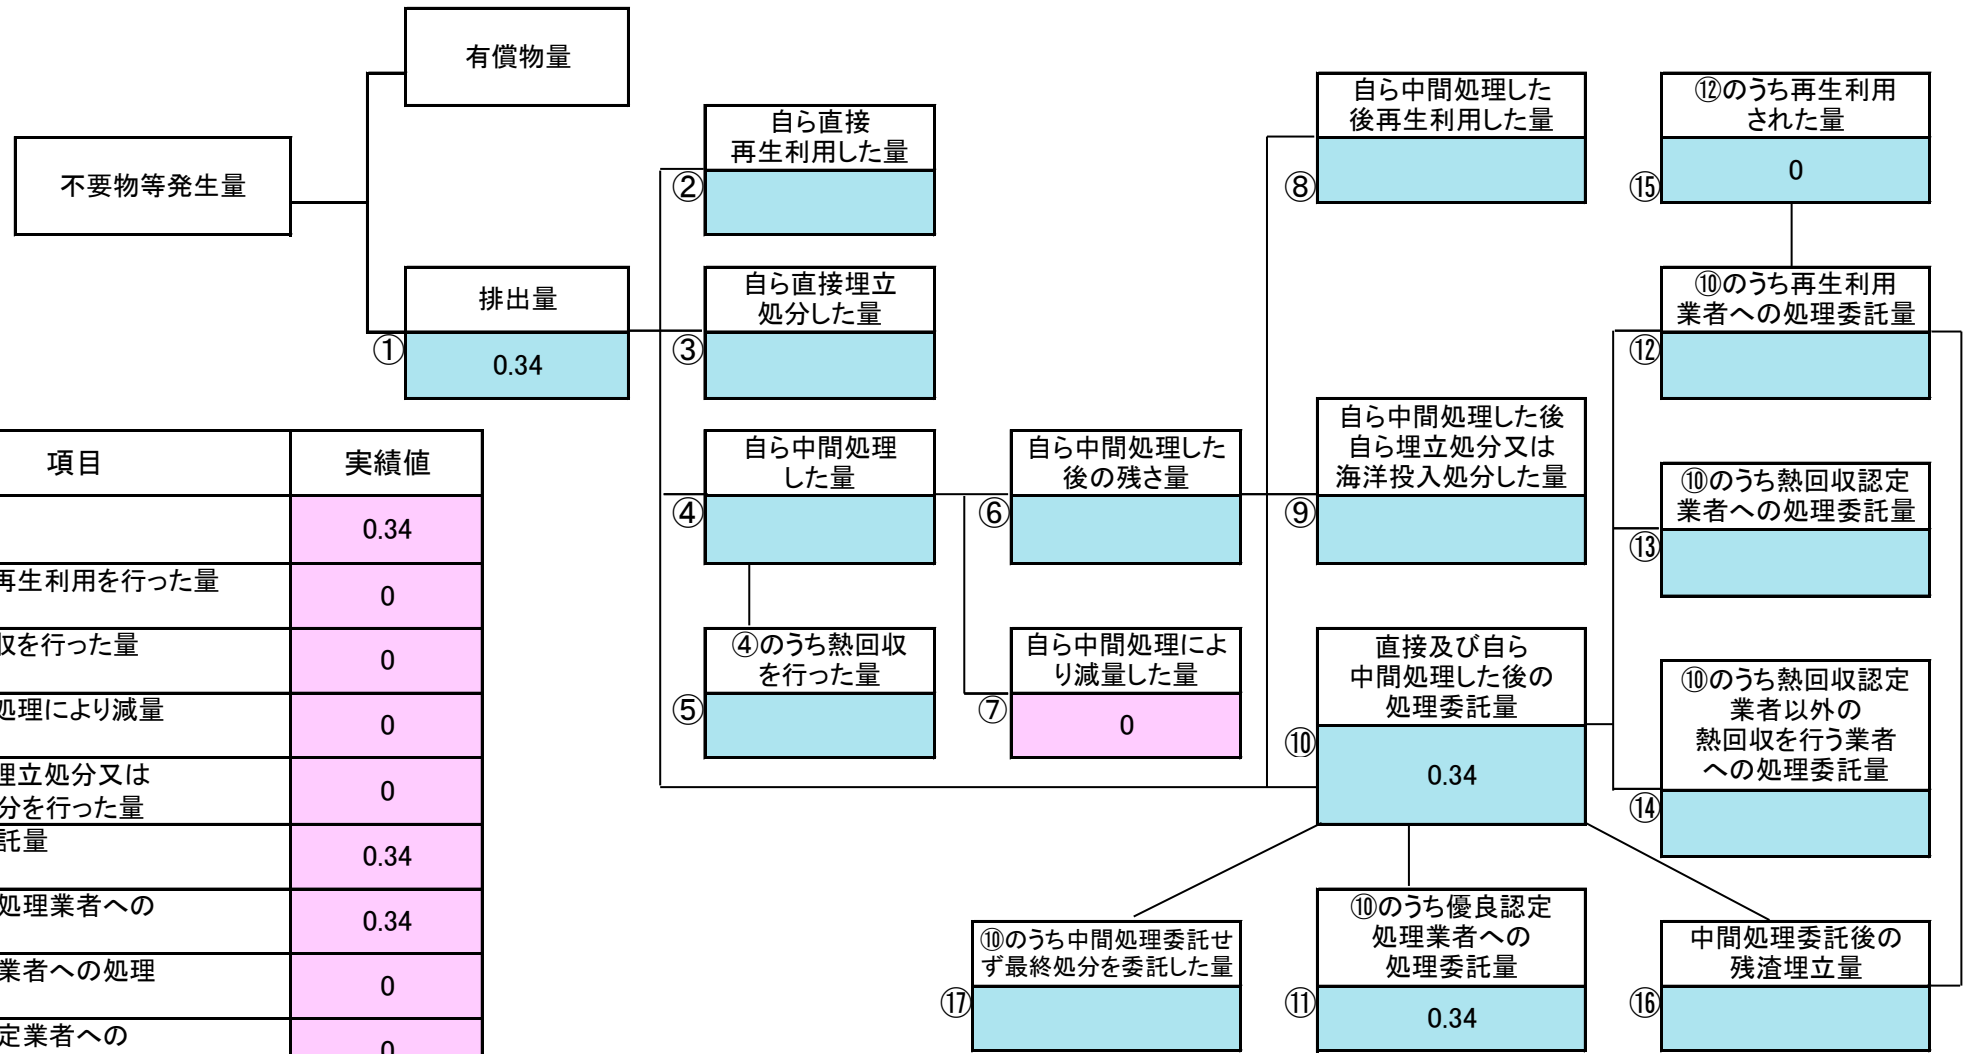 有償物量
不要物等発生量
排出量
①
0.34
自ら直接
再生利用した量
②
自ら直接埋立
処分した量
③
自ら中間処理
した量
④
④のうち熱回収
を行った量
⑤
自ら中間処理した
後の残さ量
⑥
自ら中間処理によ
り減量した量
⑦
0
自ら中間処理した
後再生利用した量
⑧
自ら中間処理した後
自ら埋立処分又は
海洋投入処分した量
⑨
直接及び自ら
中間処理した後の
処理委託量
⑩
0.34
⑫のうち再生利用
された量
⑮
0
⑩のうち再生利用
業者への処理委託量
⑫
⑩のうち熱回収認定
業者への処理委託量
⑬
⑩のうち熱回収認定
業者以外の
熱回収を行う業者
への処理委託量
⑭
⑩のうち中間処理委託せ
ず最終処分を委託した量
⑰
⑩のうち優良認定
処理業者への
処理委託量
⑪
0.34
中間処理委託後の
残渣埋立量
⑯
項目
実績値
0.34
再生利用を行った量
0
収を行った量
0
処理により減量
0
埋立処分又は
分を行った量
0
託量
0.34
処理業者への
0.34
業者への処理
0
定業者への
0